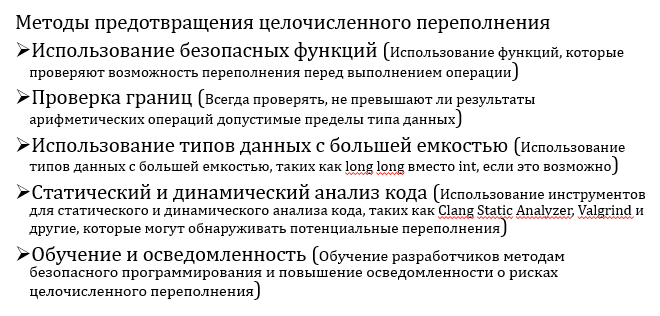 Методы предотвращения целочисленного переполнения
➢Использование безопасных функций (Использование функций, которые
проверяют возможность переполнения перед выполнением операции)
➢Проверка границ (Всегда проверять, не превышают ли результаты
арифметических операций допустимые пределы типа данных)
➢Использование типов данных с большей емкостью (Использование
типов данных с большей емкостью, таких как long long вместо int, если это возможно)
➢Статический и динамический анализ кода (Использование инструментов
для статического и динамического анализа кода, таких как Clang Static Analyzer, Valgrind и
другие, которые могут обнаруживать потенциальные переполнения)
➢Обучение и осведомленность (Обучение разработчиков методам
безопасного программирования и повышение осведомленности о рисках
целочисленного переполнения)